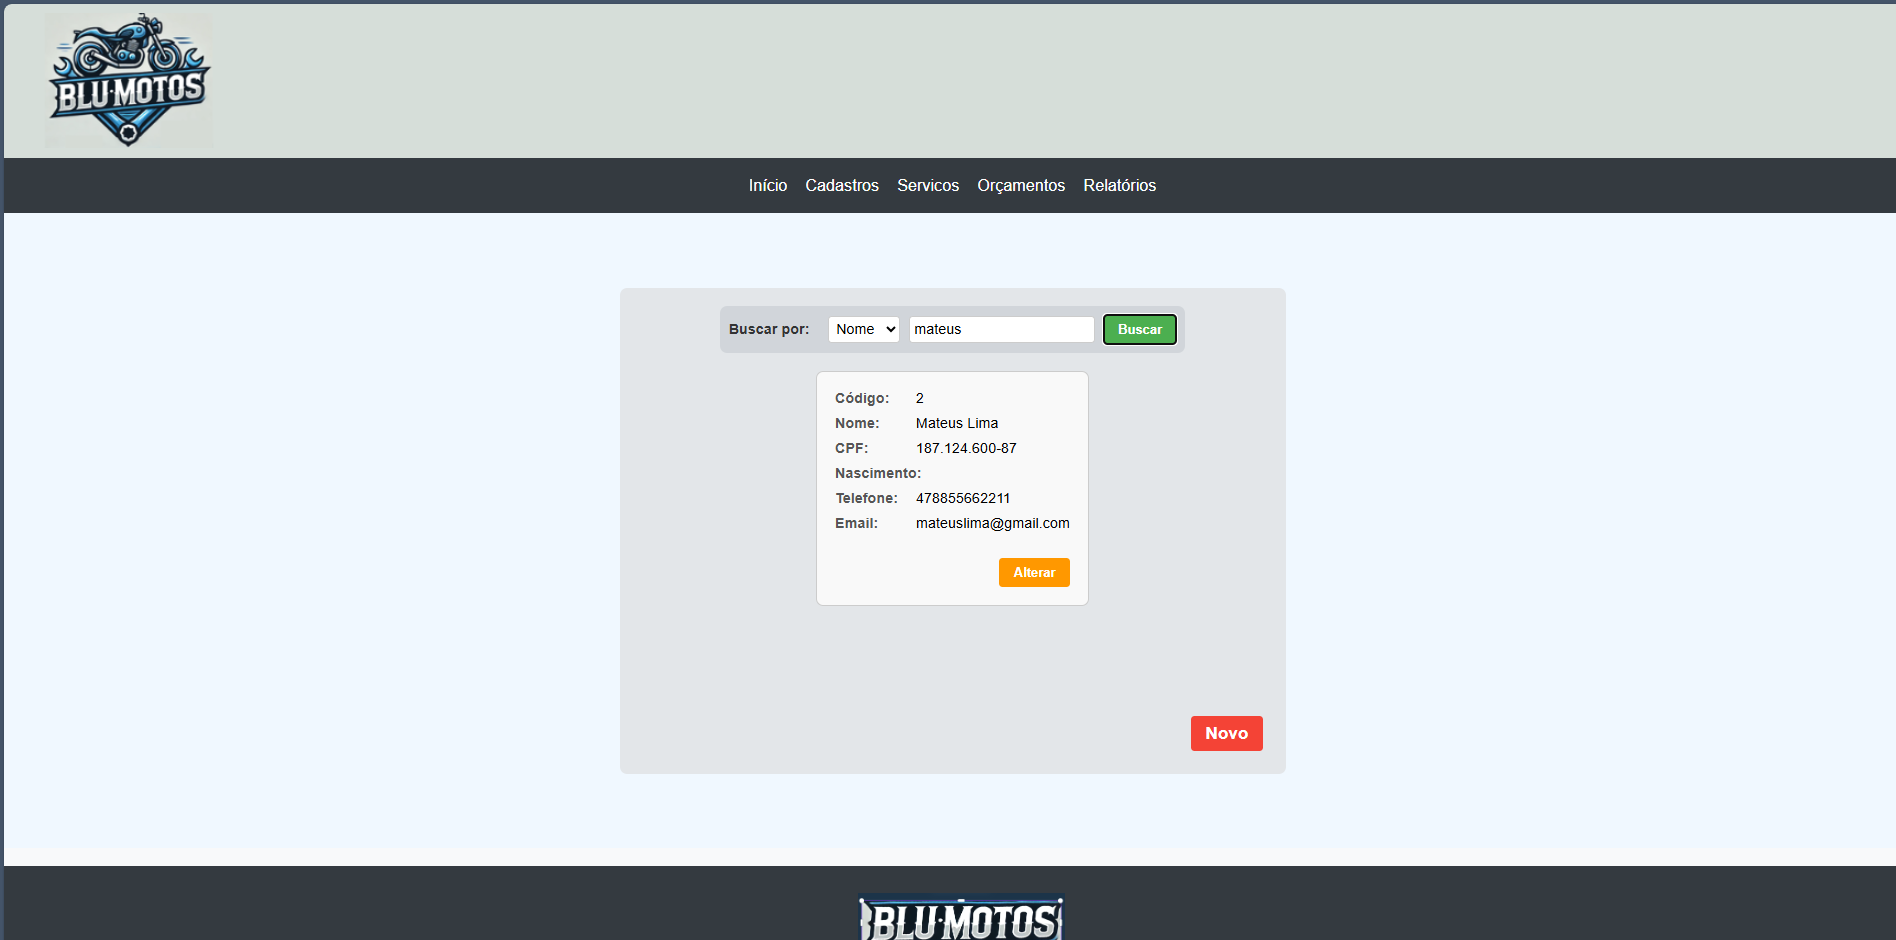 BLU·MOTOS
Início Cadastros Servicos Orçamentos Relatórios
Buscar por: Nome mateus Buscar
Código: 2
Nome: Mateus Lima
CPF: 187.124.600-87
Nascimento:
Telefone: 478855662211
Email: mateuslima@gmail.com
Alterar
Novo
BLU·MOTOS